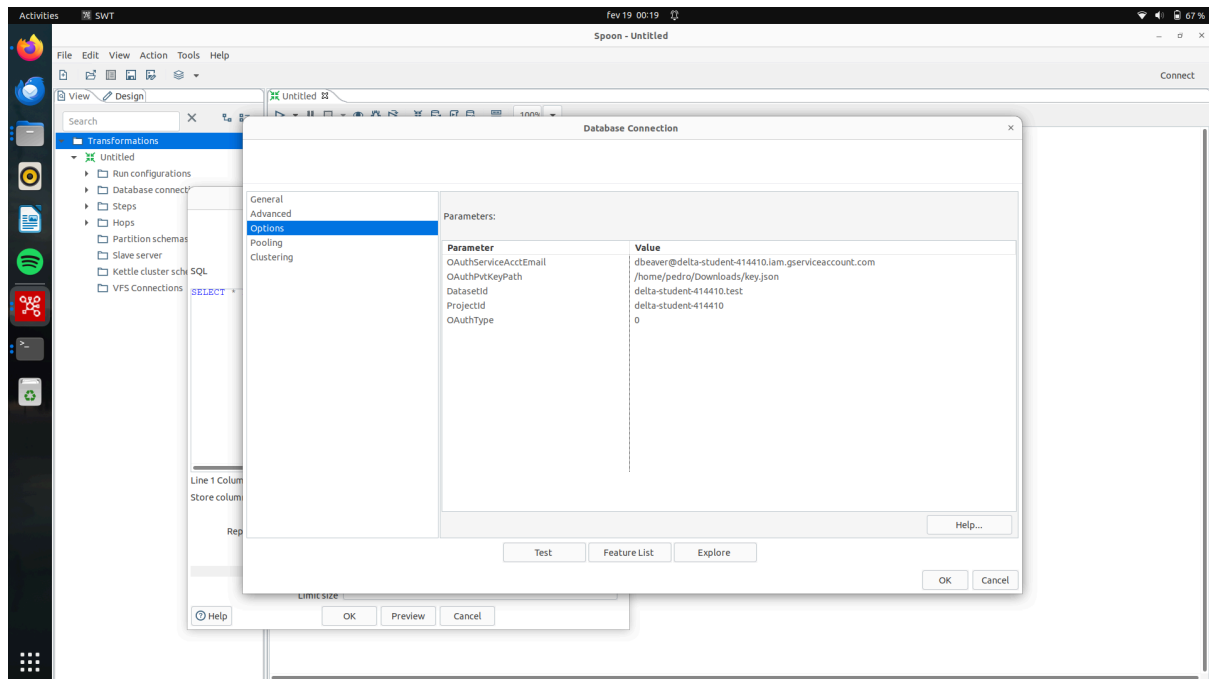 Activities SWT fev 19 00:19 67 %
Spoon - Untitled
File Edit View Action Tools Help
Connect
View Design Untitled
Search
100%
Database Connection
Transformations
Untitled
Run configurations
Database connecti
Steps
Hops
Partition schemas
Slave server
Kettle cluster sche
VFS Connections
SQL
SELECT *
Line 1 Colum
Store colum
Rep
General
Advanced
Options
Pooling
Clustering
Parameters:
Parameter Value
OAuthServiceAcctEmail dbeaver@delta-student-414410.iam.gserviceaccount.com
OAuthPvtKeyPath /home/pedro/Downloads/key.json
DatasetId delta-student-414410.test
ProjectId delta-student-414410
OAuthType 0
Help...
Test Feature List Explore
OK Cancel
Limit size
Help OK Preview Cancel